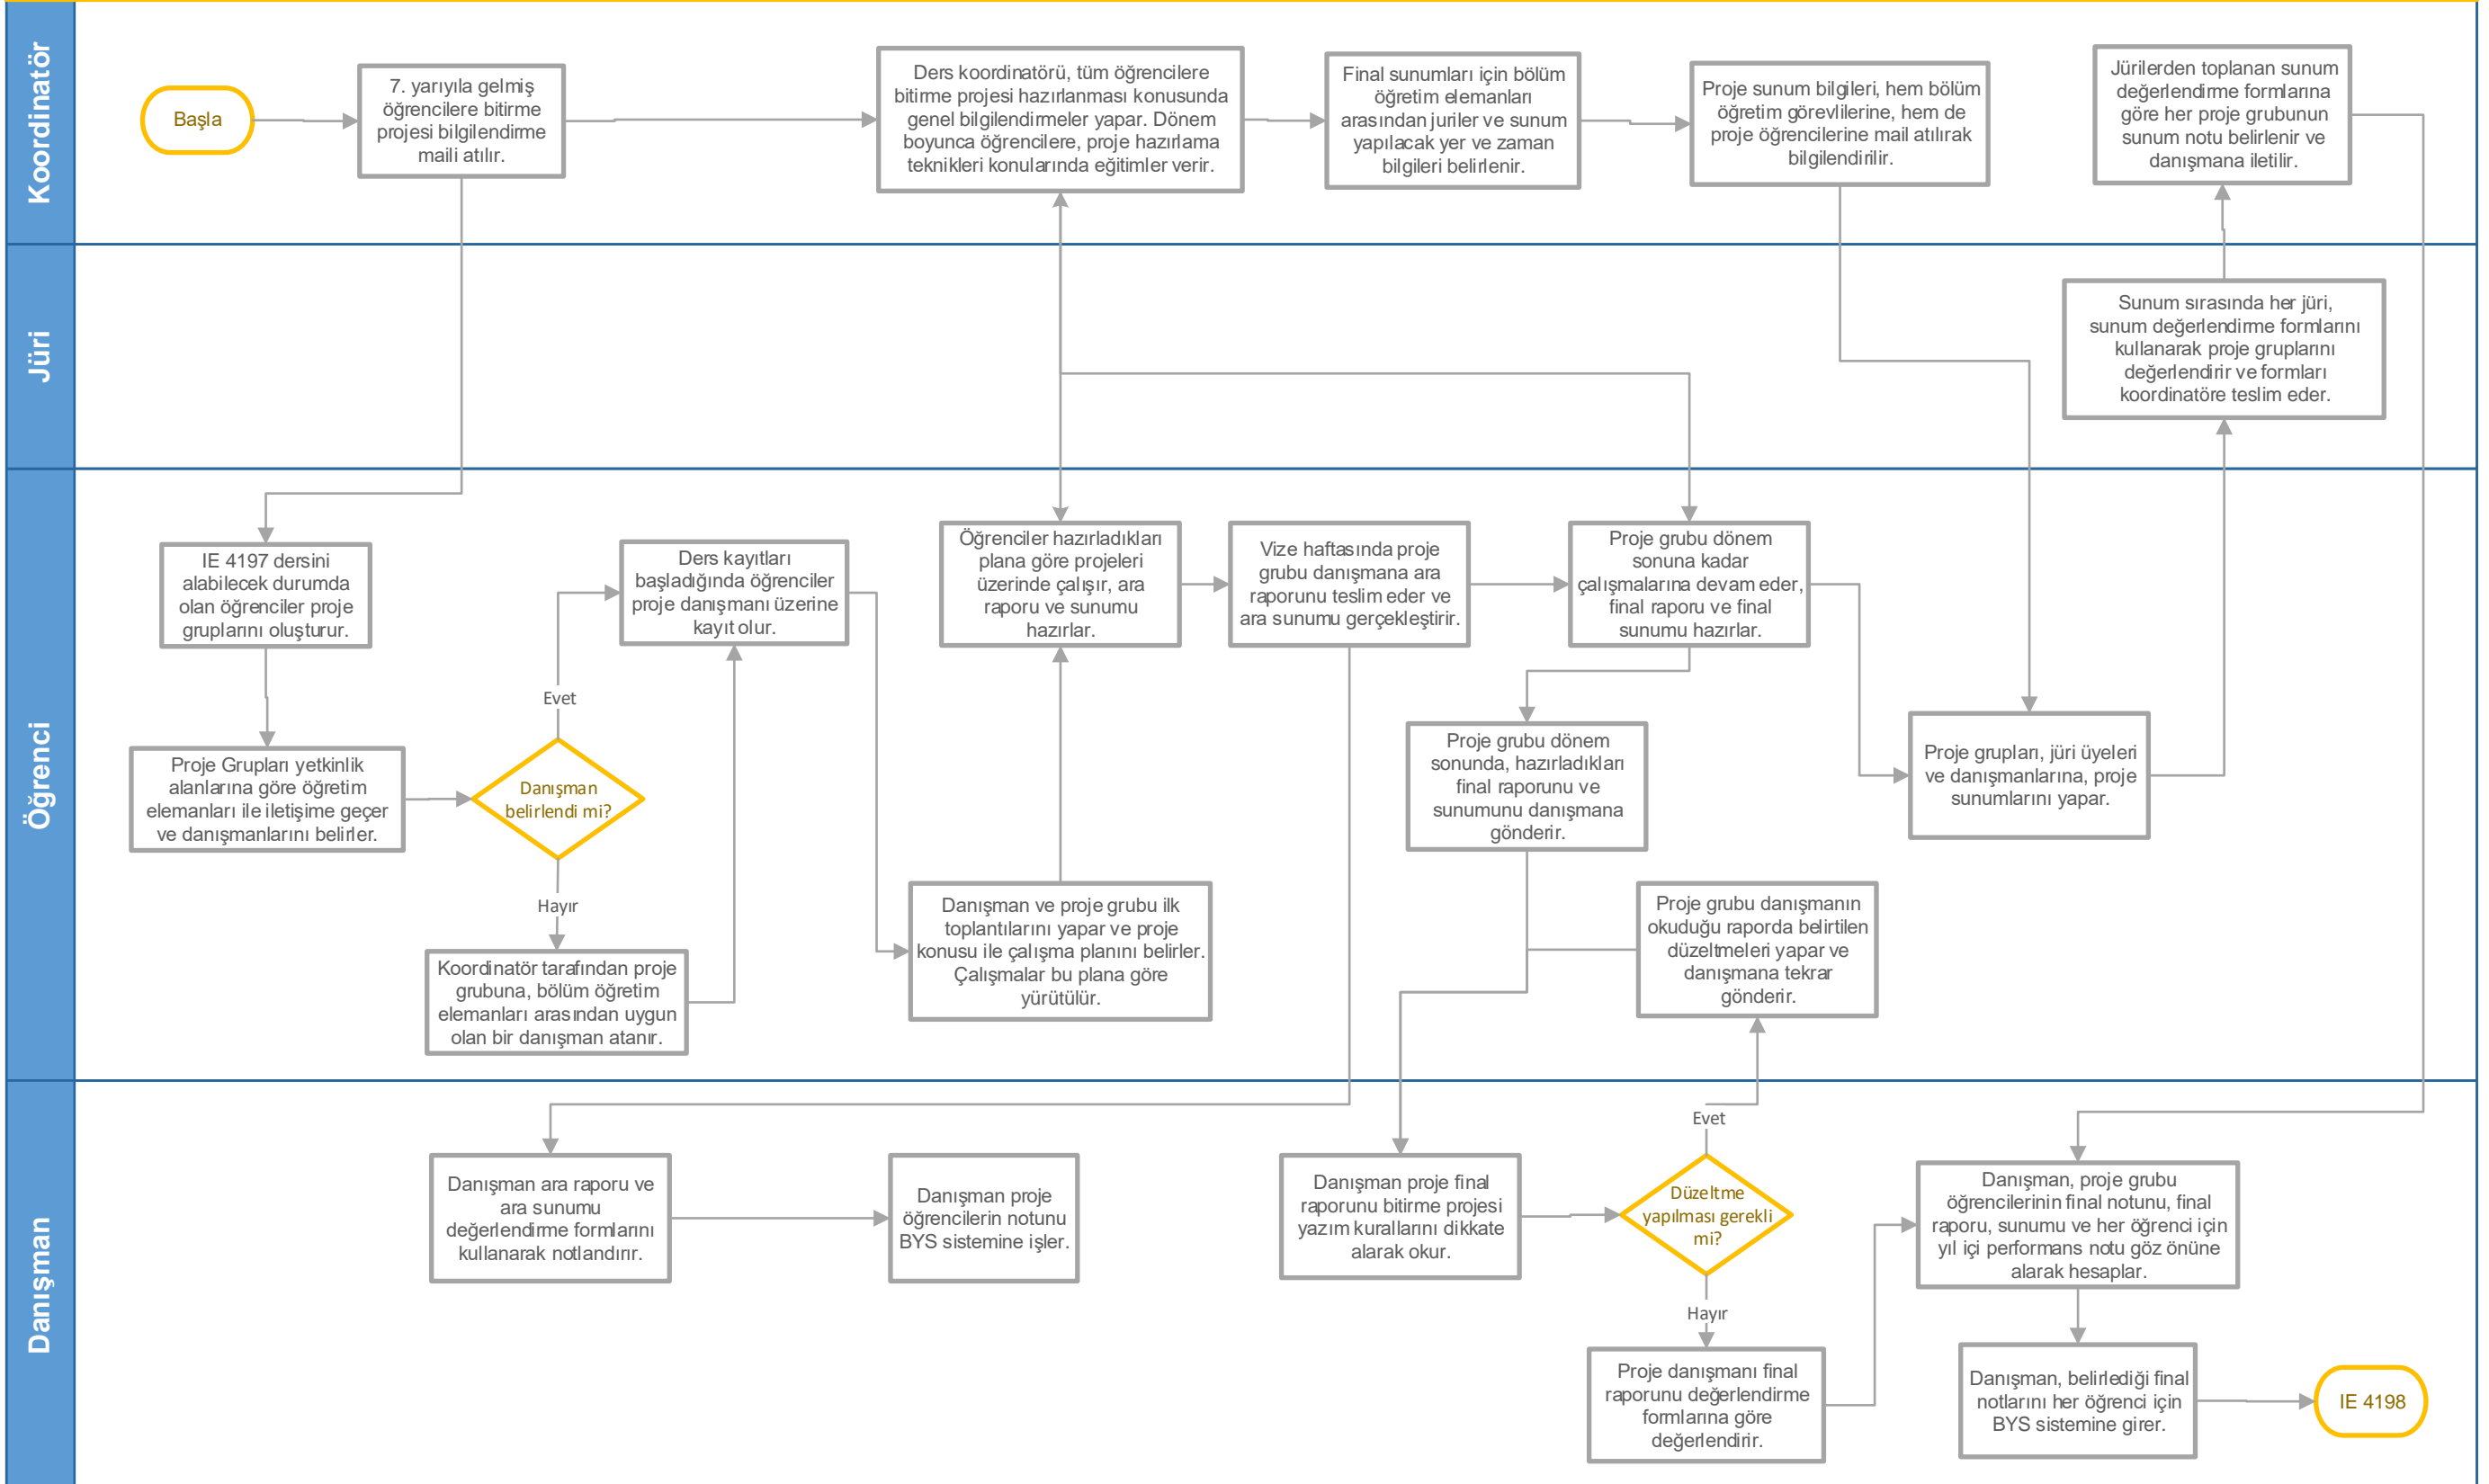 Koordinatör
Başla
7. yarıyıla gelmiş
öğrencilere bitirme
projesi bilgilendirme
maili atılır.
Ders koordinatörü, tüm öğrencilere
bitirme projesi hazırlanması konusunda
genel bilgilendirmeler yapar. Dönem
boyunca öğrencilere, proje hazırlama
teknikleri konularında eğitimler verir.
Final sunumları için bölüm
öğretim elemanları
arasından juriler ve sunum
yapılacak yer ve zaman
bilgileri belirlenir.
Proje sunum bilgileri, hem bölüm
öğretim görevlilerine, hem de
proje öğrencilerine mail atılarak
bilgilendirilir.
Jürilerden toplanan sunum
değerlendirme formlarına
göre her proje grubunun
sunum notu belirlenir ve
danışmana iletilir.
Jüri
Sunum sırasında her jüri,
sunum değerlendirme formlarını
kullanarak proje gruplarını
değerlendirir ve formları
koordinatöre teslim eder.
Öğrenci
IE 4197 dersini
alabilecek durumda
olan öğrenciler proje
gruplarını oluşturur.
Proje Grupları yetkinlik
alanlarına göre öğretim
elemanları ile iletişime geçer
ve danışmanlarını belirler.
Danışman
belirlendi mi?
Evet
Hayır
Ders kayıtları
başladığında öğrenciler
proje danışmanı üzerine
kayıt olur.
Koordinatör tarafından proje
grubuna, bölüm öğretim
elemanları arasından uygun
olan bir danışman atanır.
Danışman ve proje grubu ilk
toplantılarını yapar ve proje
konusu ile çalışma planını belirler.
Çalışmalar bu plana göre
yürütülür.
Öğrenciler hazırladıkları
plana göre projeleri
üzerinde çalışır, ara
raporu ve sunumu
hazırlar.
Vize haftasında proje
grubu danışmana ara
raporunu teslim eder ve
ara sunumu gerçekleştirir.
Proje grubu dönem
sonuna kadar
çalışmalarına devam eder,
final raporu ve final
sunumu hazırlar.
Proje grubu dönem
sonunda, hazırladıkları
final raporunu ve
sunumunu danışmana
gönderir.
Proje grubu danışmanın
okuduğu raporda belirtilen
düzeltmeleri yapar ve
danışmana tekrar
gönderir.
Proje grupları, jüri üyeleri
ve danışmanlarına, proje
sunumlarını yapar.
Danışman
Danışman ara raporu ve
ara sunumu
değerlendirme formlarını
kullanarak notlandırır.
Danışman proje
öğrencilerin notunu
BYS sistemine işler.
Danışman proje final
raporunu bitirme projesi
yazım kurallarını dikkate
alarak okur.
Evet
Düzeltme
yapılması gerekli
mi?
Hayır
Proje danışmanı final
raporunu değerlendirme
formlarına göre
değerlendirir.
Danışman, proje grubu
öğrencilerinin final notunu, final
raporu, sunumu ve her öğrenci için
yıl içi performans notu göz önüne
alarak hesaplar.
Danışman, belirlediği final
notlarını her öğrenci için
BYS sistemine girer.
IE 4198